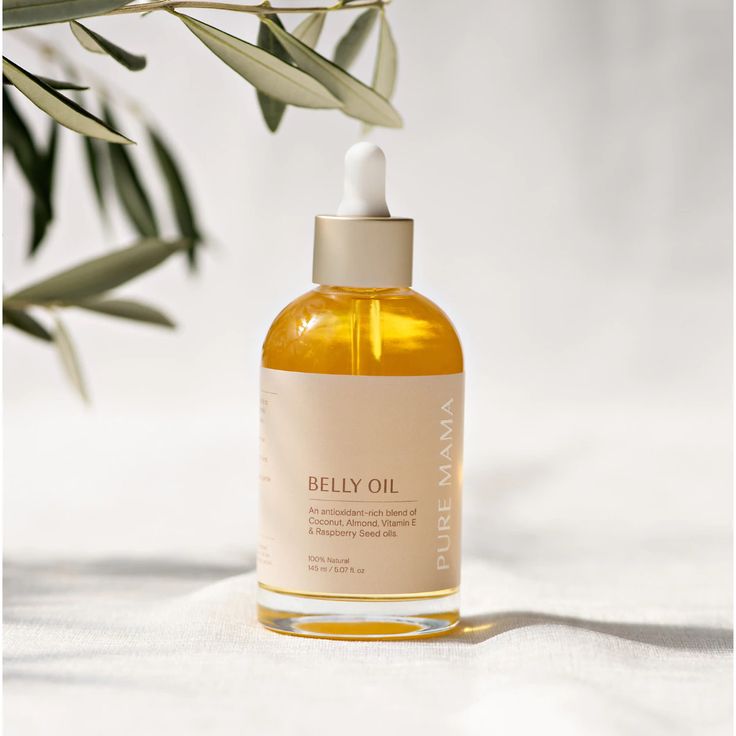 BELLY OIL
An antioxidant-rich blend of
Coconut, Almond, Vitamin E
& Raspberry Seed oils.
100% Natural
145 ml / 5.07 fl. oz
PURE MAMA